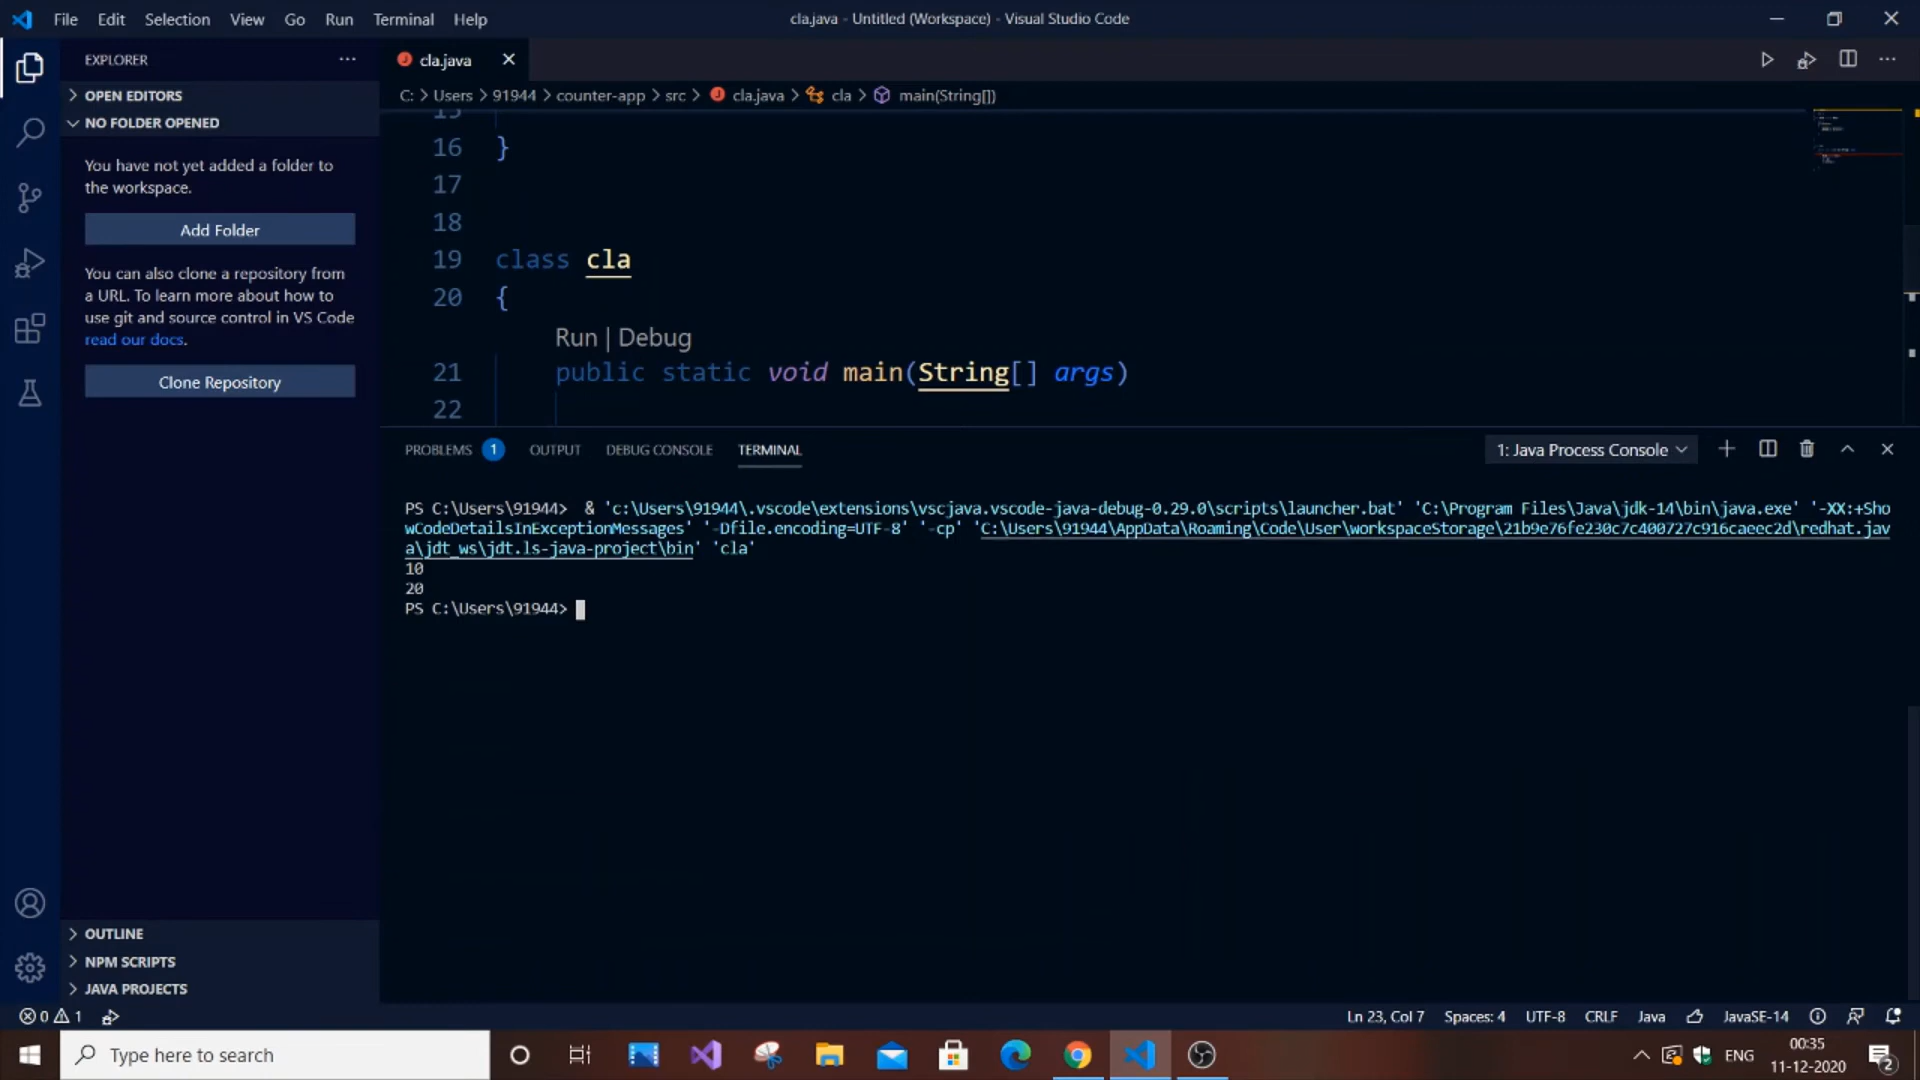 File Edit Selection View Go Run Terminal Help
cla.java - Untitled (Workspace) - Visual Studio Code
EXPLORER
OPEN EDITORS
NO FOLDER OPENED
You have not yet added a folder to
the workspace.
Add Folder
You can also clone a repository from
a URL. To learn more about how to
use git and source control in VS Code
read our docs.
Clone Repository
OUTLINE
NPM SCRIPTS
JAVA PROJECTS
cla.java
C: > Users > 91944 > counter-app > src > cla.java > cla > main(String[])
15
16 }
17
18
19 class cla
20 {
Run | Debug
21 public static void main(String[] args)
22
PROBLEMS 1 OUTPUT DEBUG CONSOLE TERMINAL
1: Java Process Console
PS C:\Users\91944>  & 'c:\Users\91944\.vscode\extensions\vscjava.vscode-java-debug-0.29.0\scripts\launcher.bat' 'C:\Program Files\Java\jdk-14\bin\java.exe' '-XX:+Sho
wCodeDetailsInExceptionMessages' '-Dfile.encoding=UTF-8' '-cp' 'C:\Users\91944\AppData\Roaming\Code\User\workspaceStorage\21b9e76fe230c7c400727c916caeec2d\redhat.jav
a\jdt_ws\jdt.ls-java-project\bin' 'cla'
10
20
PS C:\Users\91944>
0 1
Ln 23, Col 7 Spaces: 4 UTF-8 CRLF Java JavaSE-14
Type here to search
ENG
00:35
11-12-2020
2